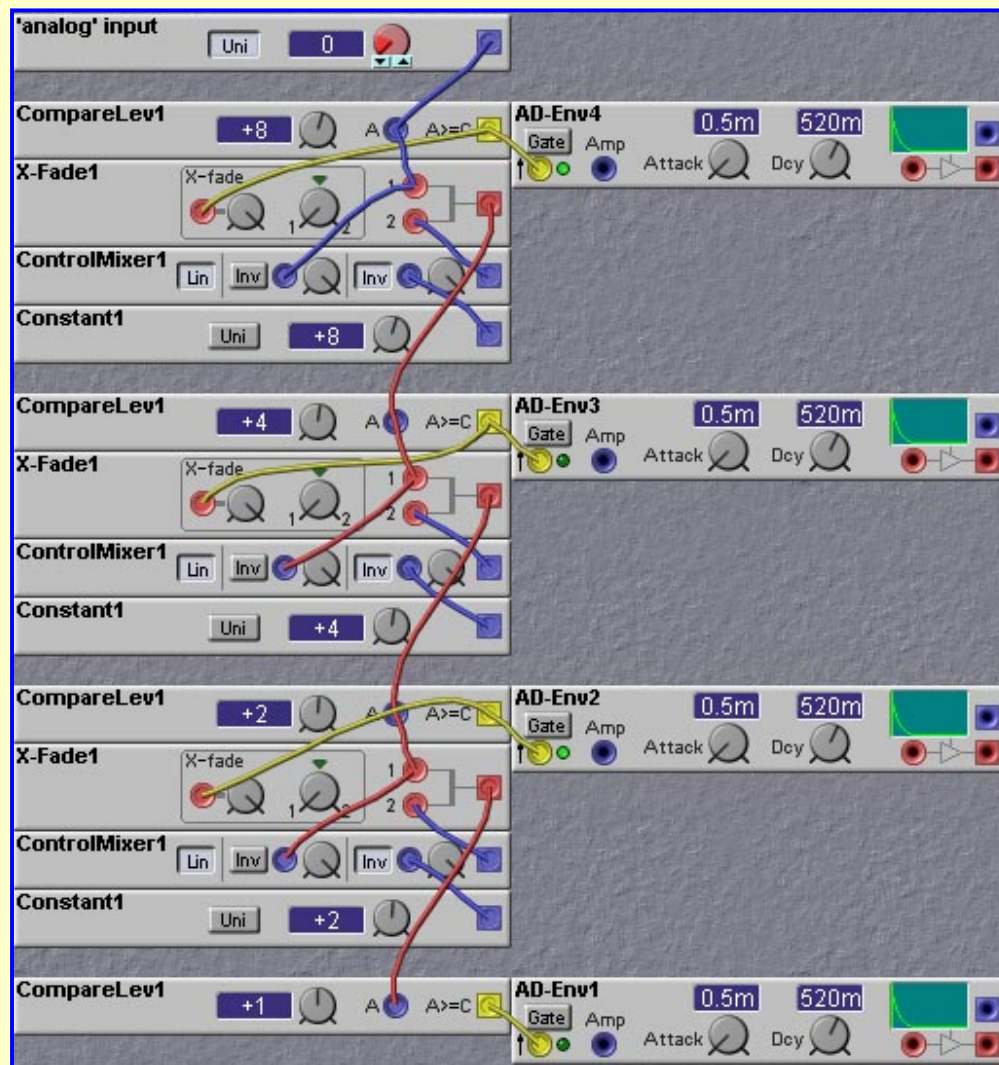 'analog' input
Uni 0
CompareLev1
+8 A A>=C
AD-Env4
Gate Amp Attack 0.5m Dcy 520m
X-Fade1
X-fade 1 2 1 2
ControlMixer1
Lin Inv Inv
Constant1
Uni +8
CompareLev1
+4 A A>=C
AD-Env3
Gate Amp Attack 0.5m Dcy 520m
X-Fade1
X-fade 1 2 1 2
ControlMixer1
Lin Inv Inv
Constant1
Uni +4
CompareLev1
+2 A A>=C
AD-Env2
Gate Amp Attack 0.5m Dcy 520m
X-Fade1
X-fade 1 2 1 2
ControlMixer1
Lin Inv Inv
Constant1
Uni +2
CompareLev1
+1 A A>=C
AD-Env1
Gate Amp Attack 0.5m Dcy 520m